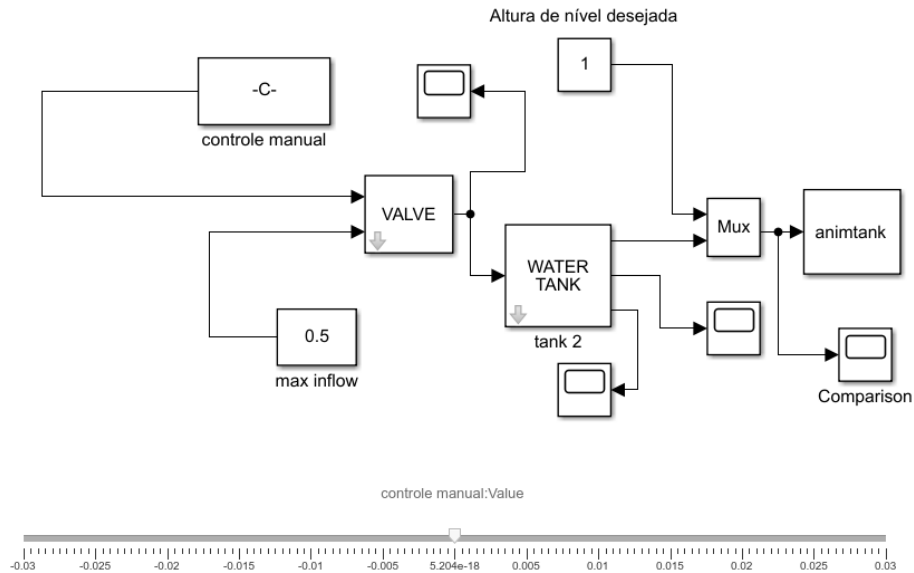 Altura de nível desejada
1
-C-
controle manual
VALVE
Mux
animtank
WATER
TANK
tank 2
0.5
max inflow
Comparison
controle manual:Value
-0.03 -0.025 -0.02 -0.015 -0.01 -0.005 5.204e-18 0.005 0.01 0.015 0.02 0.025 0.03